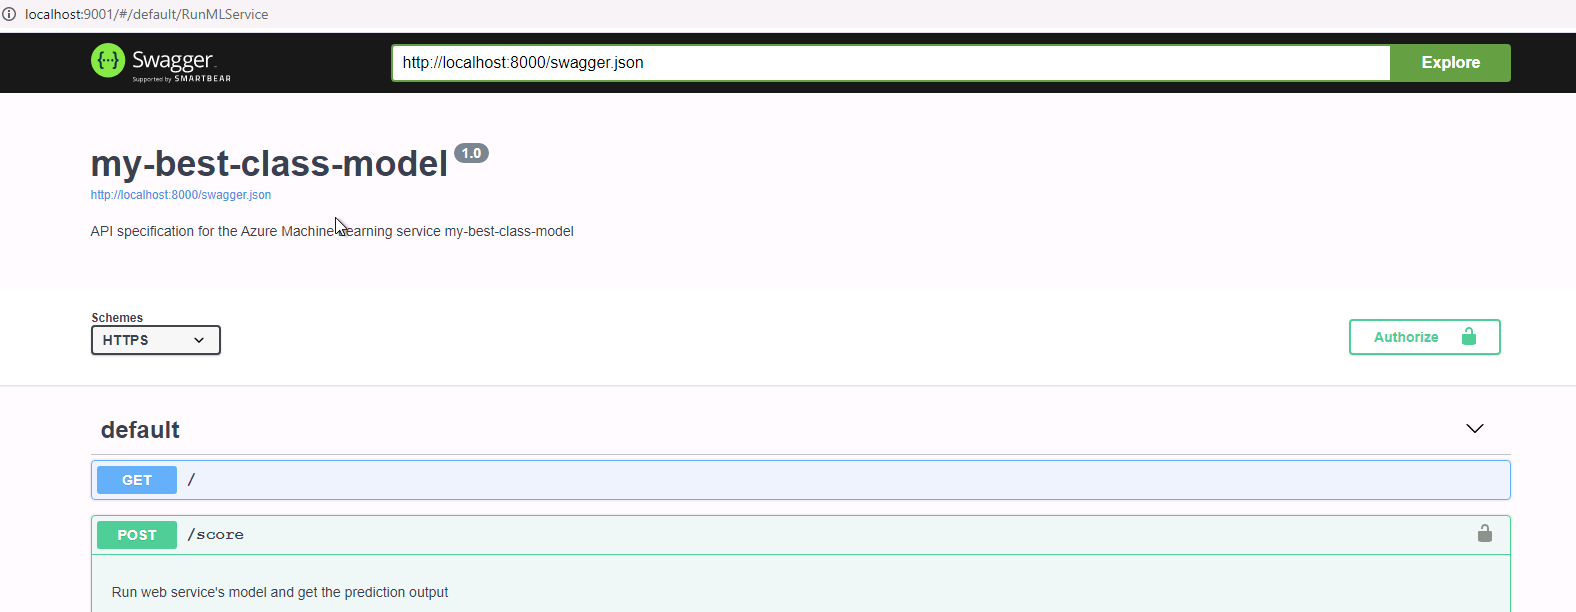 localhost:9001/#/default/RunMLService
Swagger
Supported by SMARTBEAR
http://localhost:8000/swagger.json
Explore
my-best-class-model 1.0
http://localhost:8000/swagger.json
API specification for the Azure Machine Learning service my-best-class-model
Schemes
HTTPS
Authorize
default
GET /
POST /score
Run web service's model and get the prediction output